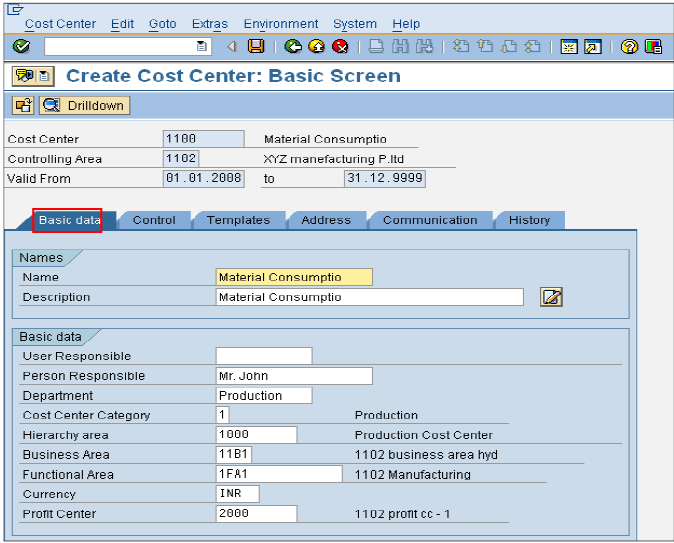 Cost Center Edit Goto Extras Environment System Help
Create Cost Center: Basic Screen
Drilldown
Cost Center 1100 Material Consumptio
Controlling Area 1102 XYZ manefacturing P.ltd
Valid From 01.01.2008 to 31.12.9999
Basic data Control Templates Address Communication History
Names
Name Material Consumptio
Description Material Consumptio
Basic data
User Responsible
Person Responsible Mr. John
Department Production
Cost Center Category 1 Production
Hierarchy area 1000 Production Cost Center
Business Area 11B1 1102 business area hyd
Functional Area 1FA1 1102 Manufacturing
Currency INR
Profit Center 2000 1102 profit cc - 1